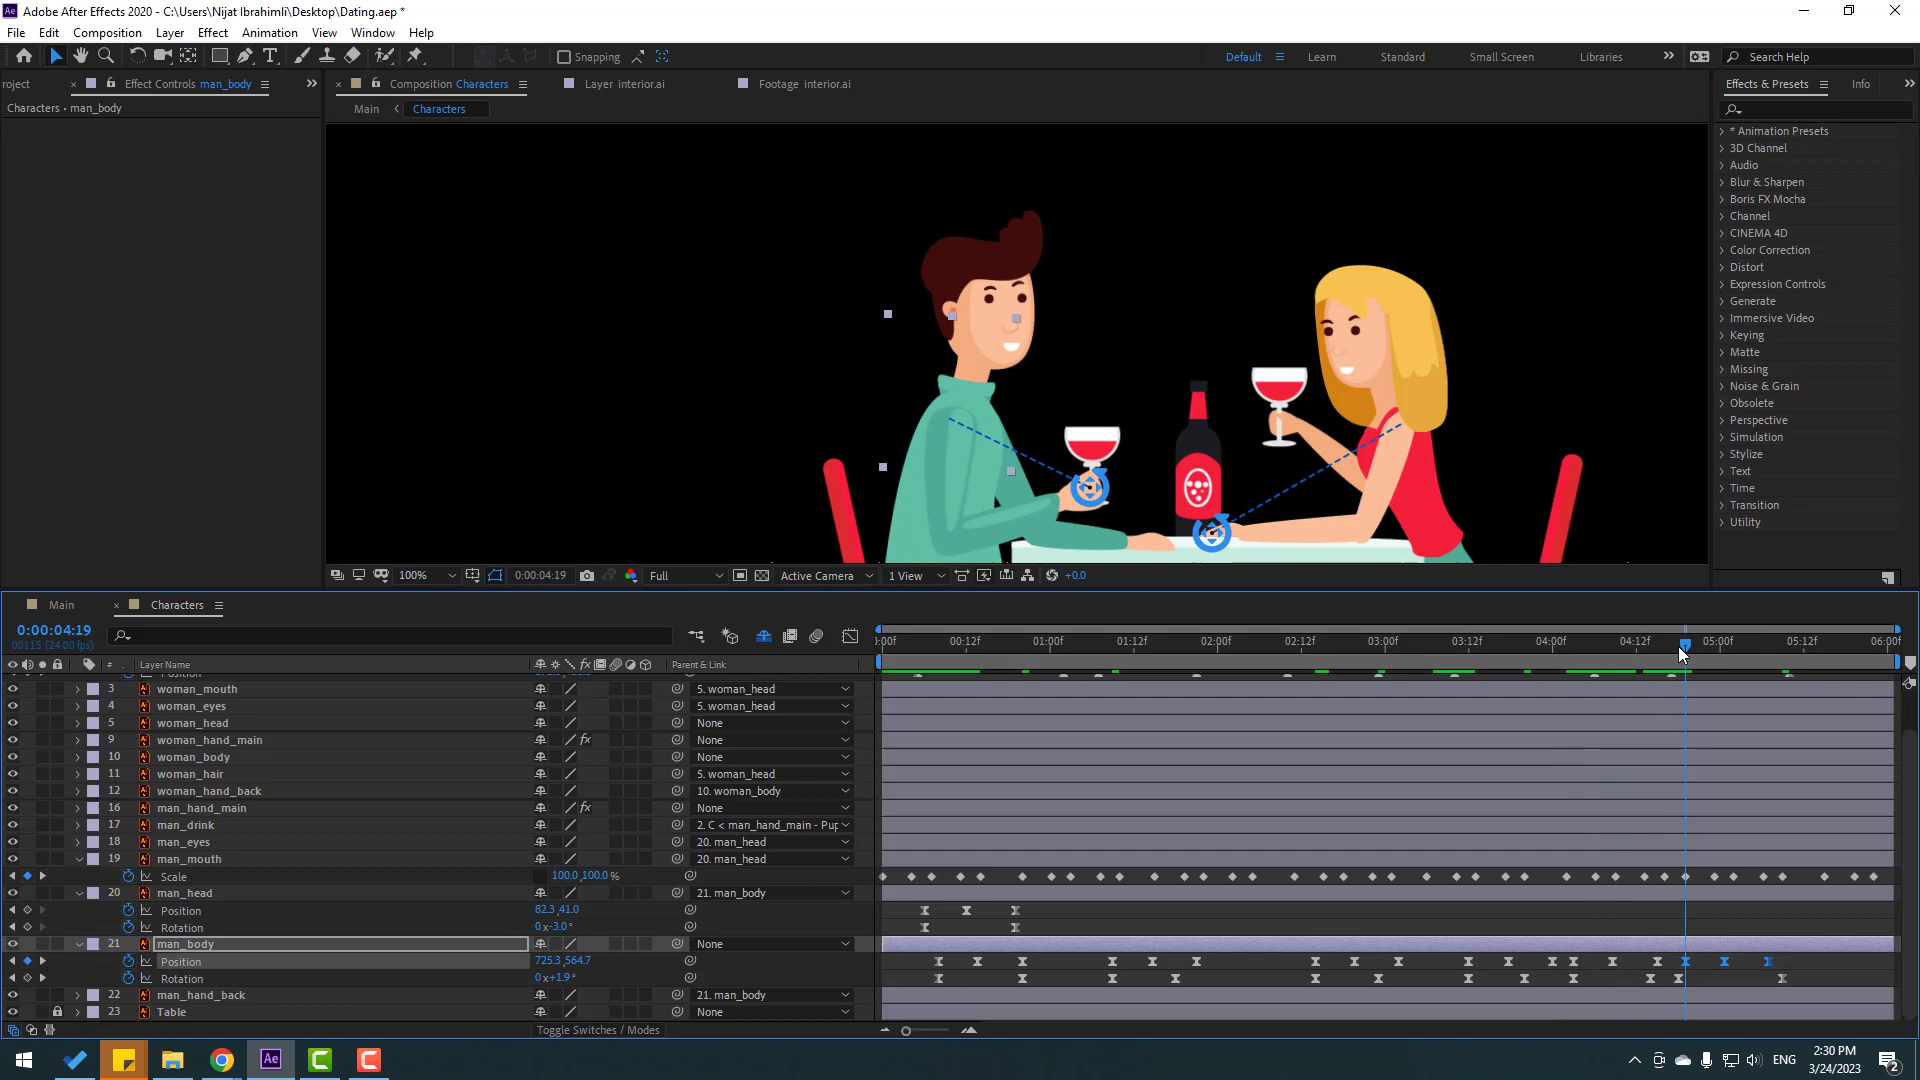 Adobe After Effects 2020 - C:\Users\Nijat Ibrahimli\Desktop\Dating.aep *
File Edit Composition Layer Effect Animation View Window Help
Snapping
Default Learn Standard Small Screen Libraries Search Help
roject Effect Controls man_body
Composition Characters Layer interior.ai Footage interior.ai
Effects & Presets Info
Characters • man_body
Main Characters
* Animation Presets
3D Channel
Audio
Blur & Sharpen
Boris FX Mocha
Channel
CINEMA 4D
Color Correction
Distort
Expression Controls
Generate
Immersive Video
Keying
Matte
Missing
Noise & Grain
Obsolete
Perspective
Simulation
Stylize
Text
Time
Transition
Utility
100% 0:00:04:19 Full Active Camera 1 View +0.0
Main Characters
0:00:04:19
00115 (24.00 fps)
:00f 00:12f 01:00f 01:12f 02:00f 02:12f 03:00f 03:12f 04:00f 04:12f 05:00f 05:12f 06:00f
# Layer Name Parent & Link
Position
3 woman_mouth 5. woman_head
4 woman_eyes 5. woman_head
5 woman_head None
9 woman_hand_main None
10 woman_body None
11 woman_hair 5. woman_head
12 woman_hand_back 10. woman_body
16 man_hand_main None
17 man_drink 2. C < man_hand_main - Pup
18 man_eyes 20. man_head
19 man_mouth 20. man_head
Scale 100.0,100.0 %
20 man_head 21. man_body
Position 82.3,41.0
Rotation 0x-3.0°
21 man_body None
Position 725.3,564.7
Rotation 0x+1.9°
22 man_hand_back 21. man_body
23 Table None
Toggle Switches / Modes
ENG
2:30 PM
3/24/2023
2